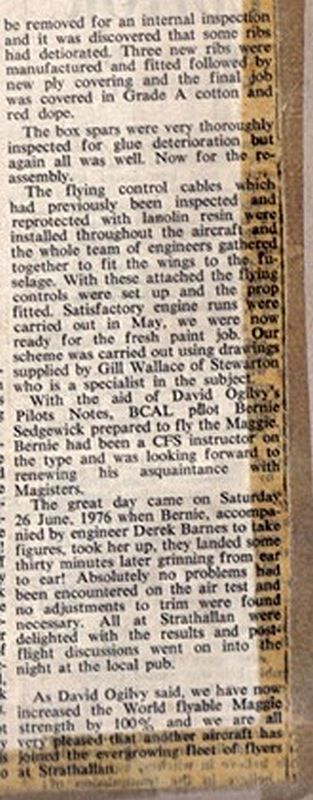 be removed for an internal inspection
and it was discovered that some ribs
had detiorated. Three new ribs were
manufactured and fitted followed by
new ply covering and the final job
was covered in Grade A cotton and
red dope.
The box spars were very thoroughly
inspected for glue deterioration but
again all was well. Now for the re-
assembly.
The flying control cables which
had previously been inspected and
reprotected with lanolin resin were
installed throughout the aircraft and
the whole team of engineers gathered
together to fit the wings to the fu-
selage. With these attached the flying
controls were set up and the prop
fitted. Satisfactory engine runs were
carried out in May, we were now
ready for the fresh paint job. Our
scheme was carried out using drawings
supplied by Gill Wallace of Stewarton
who is a specialist in the subject.
With the aid of David Ogilvy's
Pilots Notes, BCAL pilot Bernie
Sedgewick prepared to fly the Maggie.
Bernie had been a CFS instructor on
the type and was looking forward to
renewing his asquaintance with
Magisters.
The great day came on Saturday
26 June, 1976 when Bernie, accompa-
nied by engineer Derek Barnes to take
figures, took her up, they landed some
thirty minutes later grinning from ear
to ear! Absolutely no problems had
been encountered on the air test and
no adjustments to trim were found
necessary. All at Strathallan were
delighted with the results and post-
flight discussions went on into the
night at the local pub.
As David Ogilvy said, we have now
increased the World flyable Maggie
strength by 100% and we are all
very pleased that another aircraft has
joined the evergrowing fleet of flyers
at Strathallan.